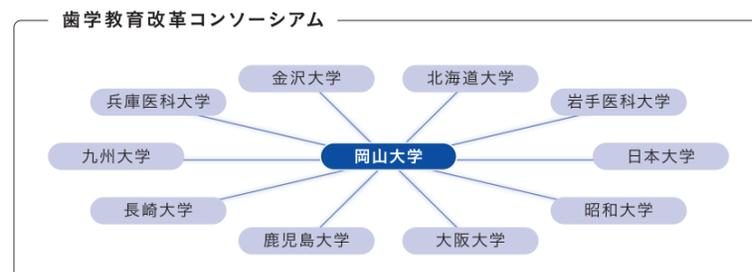 歯学教育改革コンソーシアム
金沢大学
北海道大学
兵庫医科大学
岩手医科大学
九州大学
岡山大学
日本大学
長崎大学
昭和大学
鹿児島大学
大阪大学